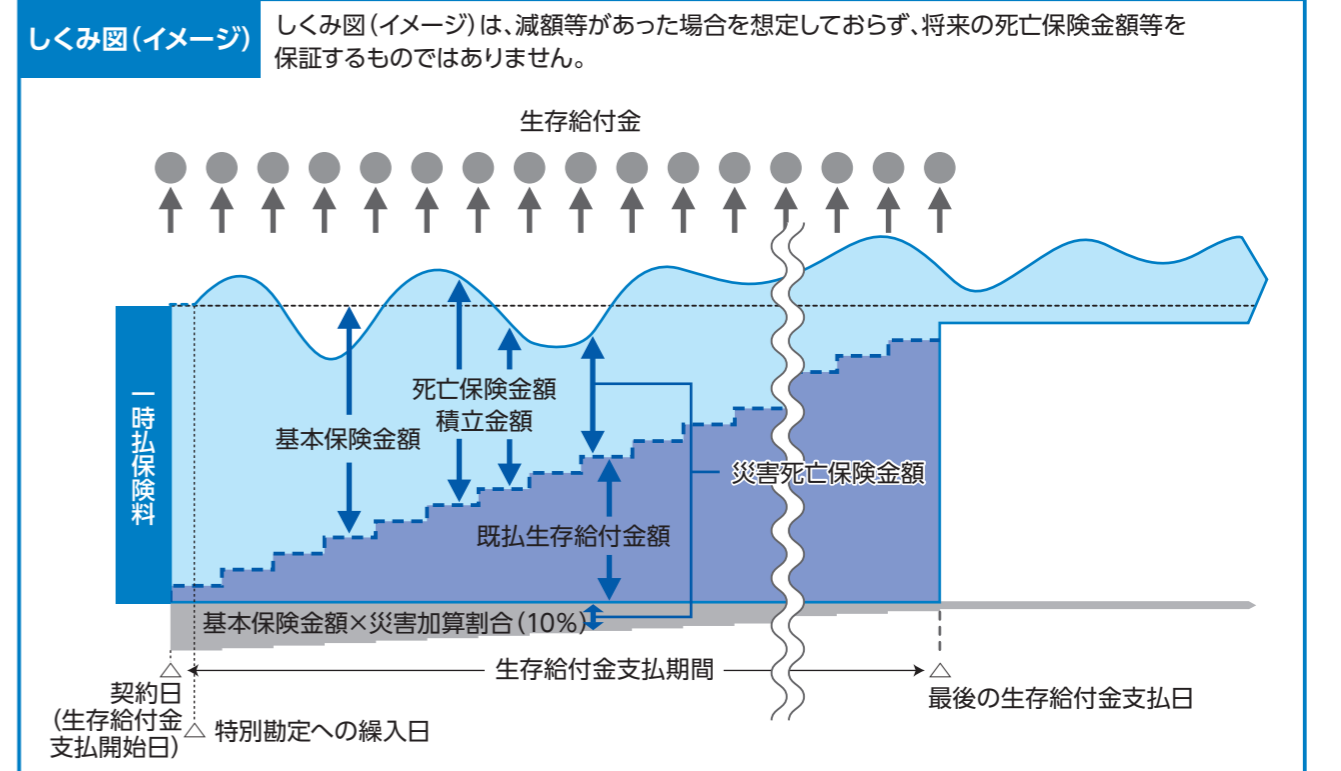 しくみ図(イメージ)
しくみ図(イメージ)は、減額等があった場合を想定しておらず、将来の死亡保険金額等を
保証するものではありません。
生存給付金
一時払保険料
基本保険金額
死亡保険金額
積立金額
災害死亡保険金額
既払生存給付金額
基本保険金額×災害加算割合(10%)
生存給付金支払期間
契約日
(生存給付金
支払開始日)
特別勘定への繰入日
最後の生存給付金支払日